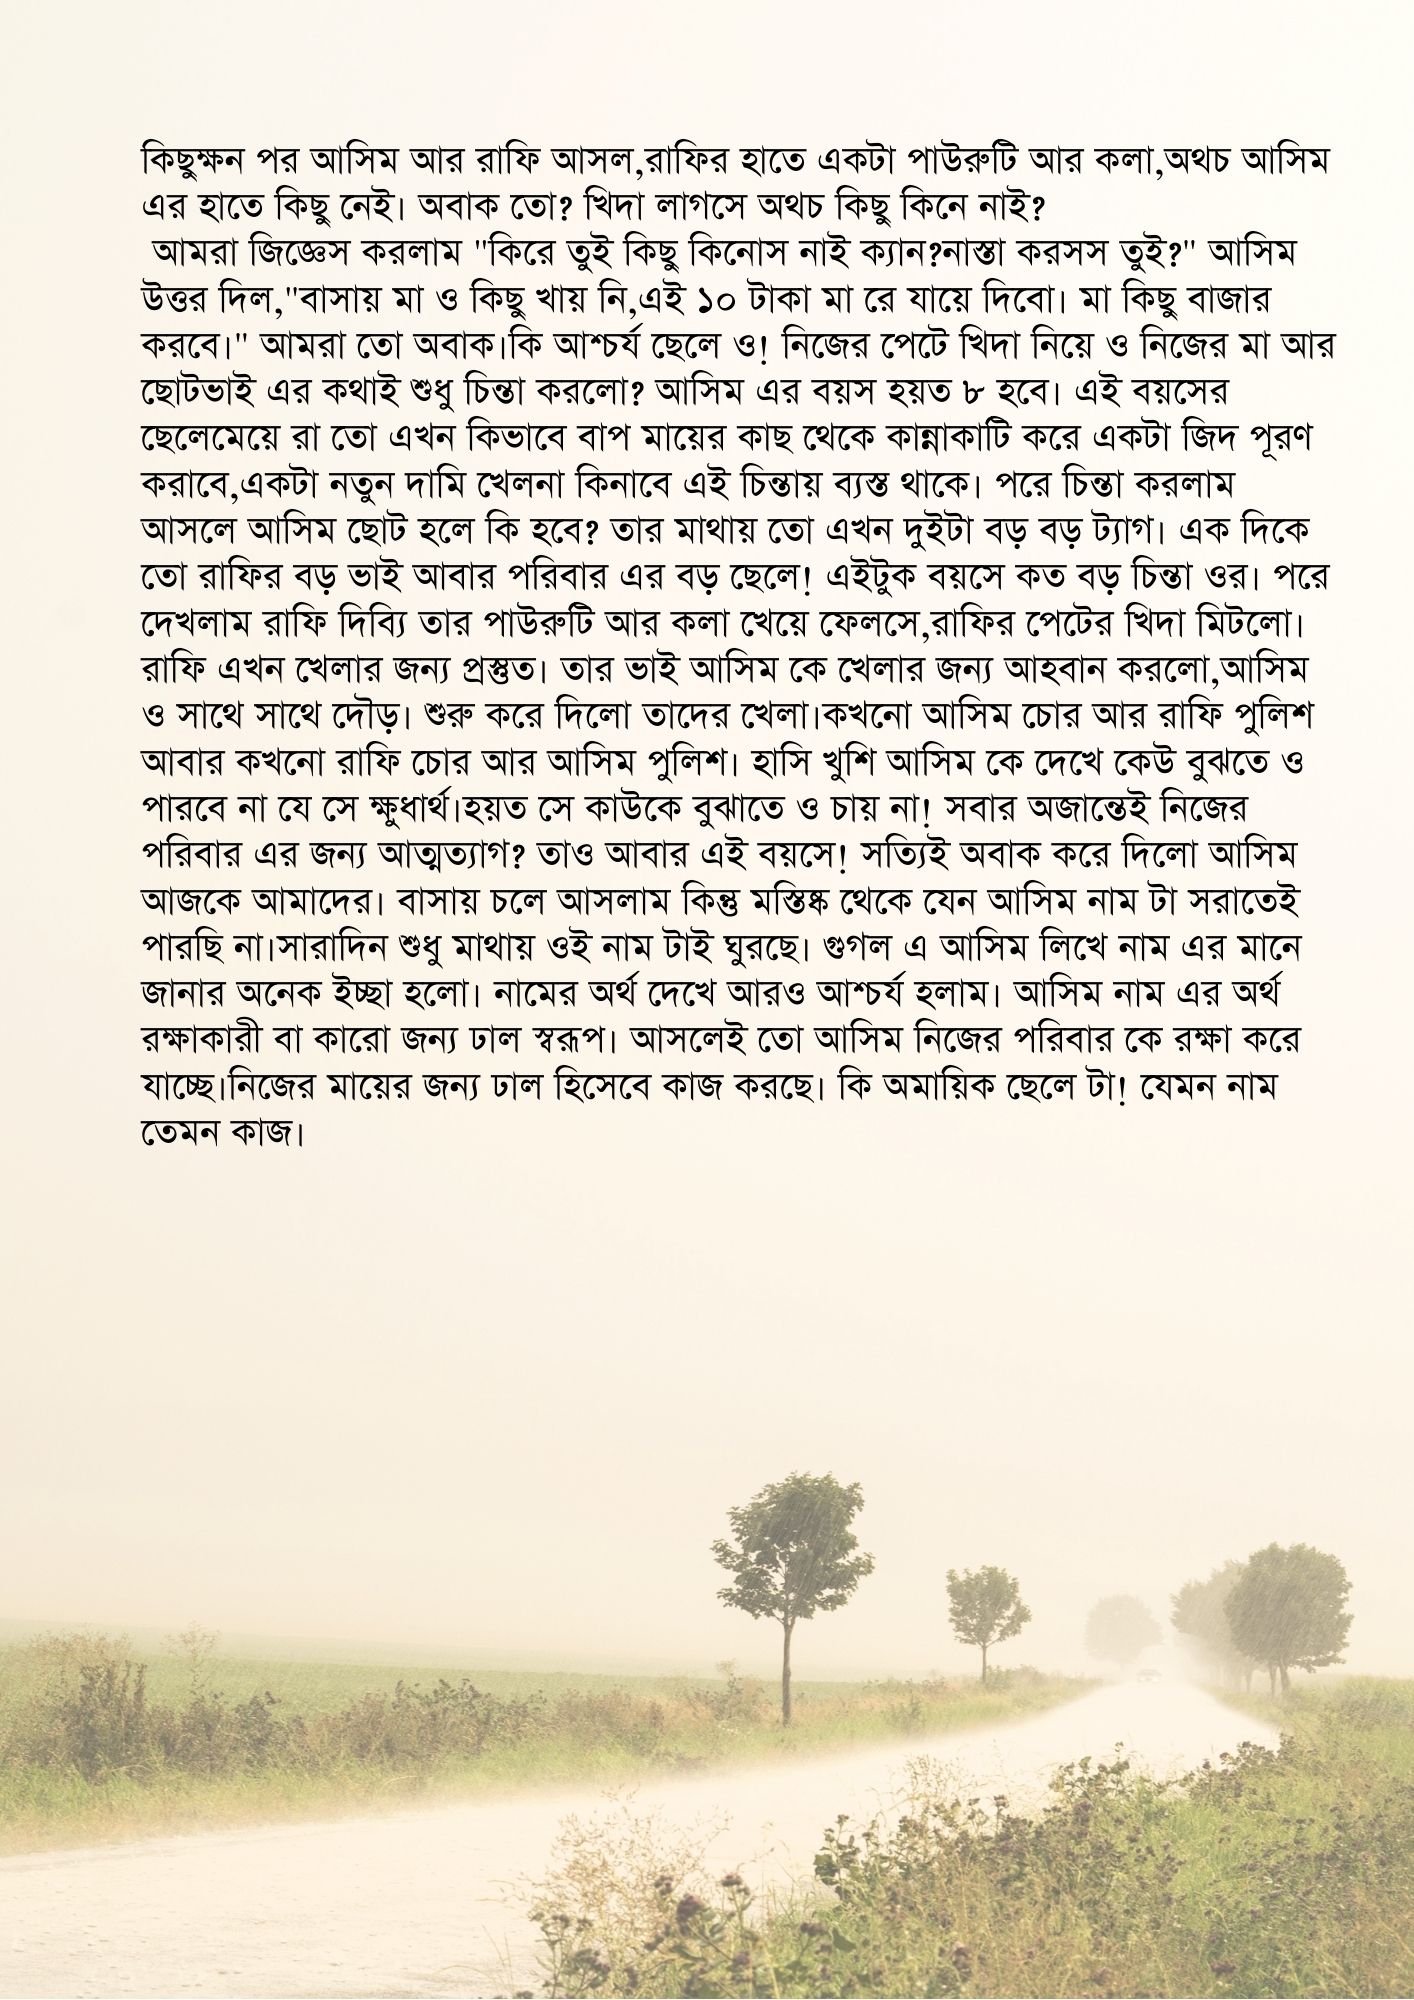 কিছুক্ষন পর আসিম আর রাফি আসল,রাফির হাতে একটা পাউরুটি আর কলা,অথচ আসিম
এর হাতে কিছু নেই। অবাক তো? খিদা লাগসে অথচ কিছু কিনে নাই?
আমরা জিজ্ঞেস করলাম "কিরে তুই কিছু কিনোস নাই ক্যান?নাস্তা করসস তুই?" আসিম
উত্তর দিল,"বাসায় মা ও কিছু খায় নি,এই ১০ টাকা মা রে যায়ে দিবো। মা কিছু বাজার
করবে।" আমরা তো অবাক।কি আশ্চর্য ছেলে ও! নিজের পেটে খিদা নিয়ে ও নিজের মা আর
ছোটভাই এর কথাই শুধু চিন্তা করলো? আসিম এর বয়স হয়ত ৮ হবে। এই বয়সের
ছেলেমেয়ে রা তো এখন কিভাবে বাপ মায়ের কাছ থেকে কান্নাকাটি করে একটা জিদ পূরণ
করাবে,একটা নতুন দামি খেলনা কিনাবে এই চিন্তায় ব্যস্ত থাকে। পরে চিন্তা করলাম
আসলে আসিম ছোট হলে কি হবে? তার মাথায় তো এখন দুইটা বড় বড় ট্যাগ। এক দিকে
তো রাফির বড় ভাই আবার পরিবার এর বড় ছেলে! এইটুক বয়সে কত বড় চিন্তা ওর। পরে
দেখলাম রাফি দিব্যি তার পাউরুটি আর কলা খেয়ে ফেলসে,রাফির পেটের খিদা মিটলো।
রাফি এখন খেলার জন্য প্রস্তুত। তার ভাই আসিম কে খেলার জন্য আহবান করলো,আসিম
ও সাথে সাথে দৌড়। শুরু করে দিলো তাদের খেলা।কখনো আসিম চোর আর রাফি পুলিশ
আবার কখনো রাফি চোর আর আসিম পুলিশ। হাসি খুশি আসিম কে দেখে কেউ বুঝতে ও
পারবে না যে সে ক্ষুধার্থ।হয়ত সে কাউকে বুঝাতে ও চায় না! সবার অজান্তেই নিজের
পরিবার এর জন্য আত্মত্যাগ? তাও আবার এই বয়সে! সত্যিই অবাক করে দিলো আসিম
আজকে আমাদের। বাসায় চলে আসলাম কিন্তু মস্তিষ্ক থেকে যেন আসিম নাম টা সরাতেই
পারছি না।সারাদিন শুধু মাথায় ওই নাম টাই ঘুরছে। গুগল এ আসিম লিখে নাম এর মানে
জানার অনেক ইচ্ছা হলো। নামের অর্থ দেখে আরও আশ্চর্য হলাম। আসিম নাম এর অর্থ
রক্ষাকারী বা কারো জন্য ঢাল স্বরূপ। আসলেই তো আসিম নিজের পরিবার কে রক্ষা করে
যাচ্ছে।নিজের মায়ের জন্য ঢাল হিসেবে কাজ করছে। কি অমায়িক ছেলে টা! যেমন নাম
তেমন কাজ।